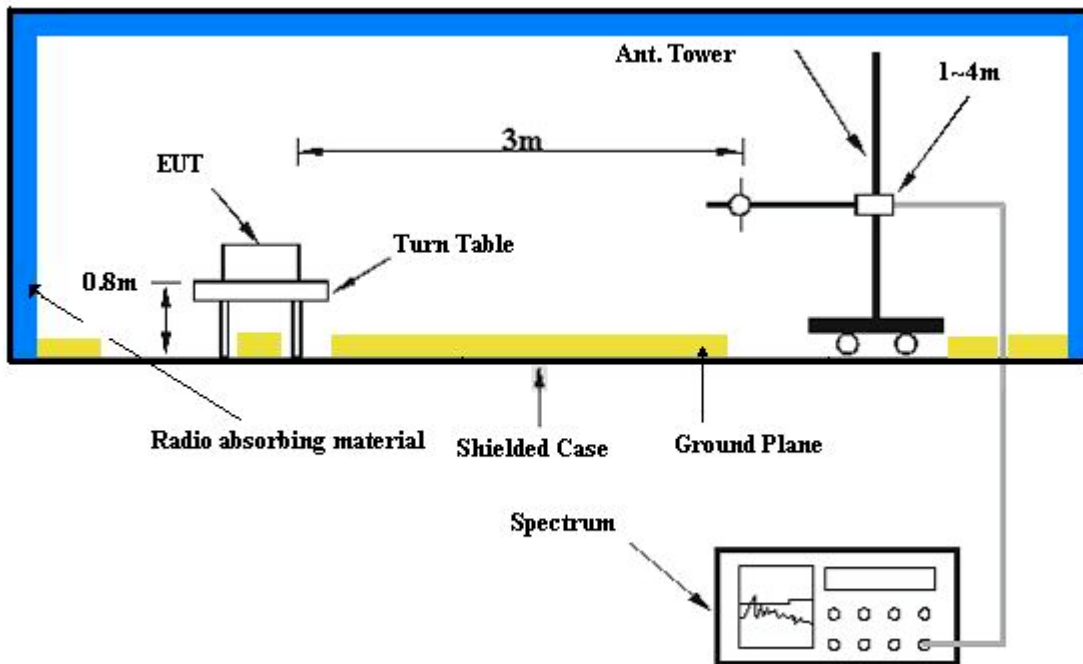 Ant. Tower
1~4m
3m
EUT
Turn Table
0.8m
Radio absorbing material
Shielded Case
Ground Plane
Spectrum